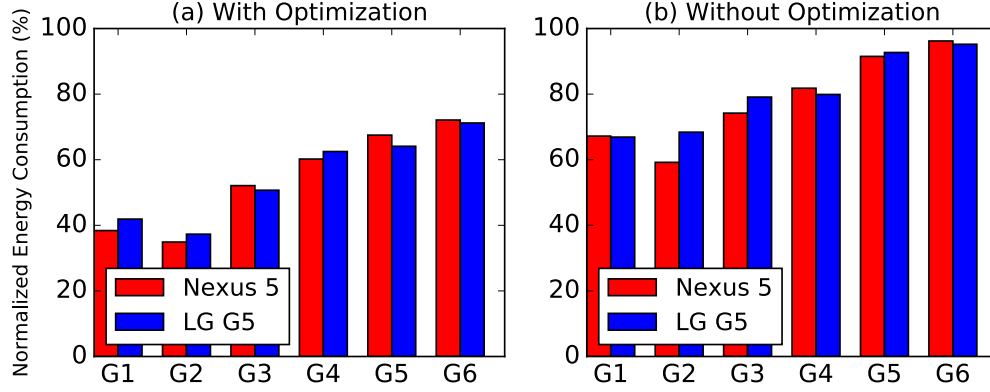 (a) With Optimization
Normalized Energy Consumption (%)
100
80
60
40
20
0
Nexus 5
LG G5
G1 G2 G3 G4 G5 G6
(b) Without Optimization
100
80
60
40
20
0
Nexus 5
LG G5
G1 G2 G3 G4 G5 G6